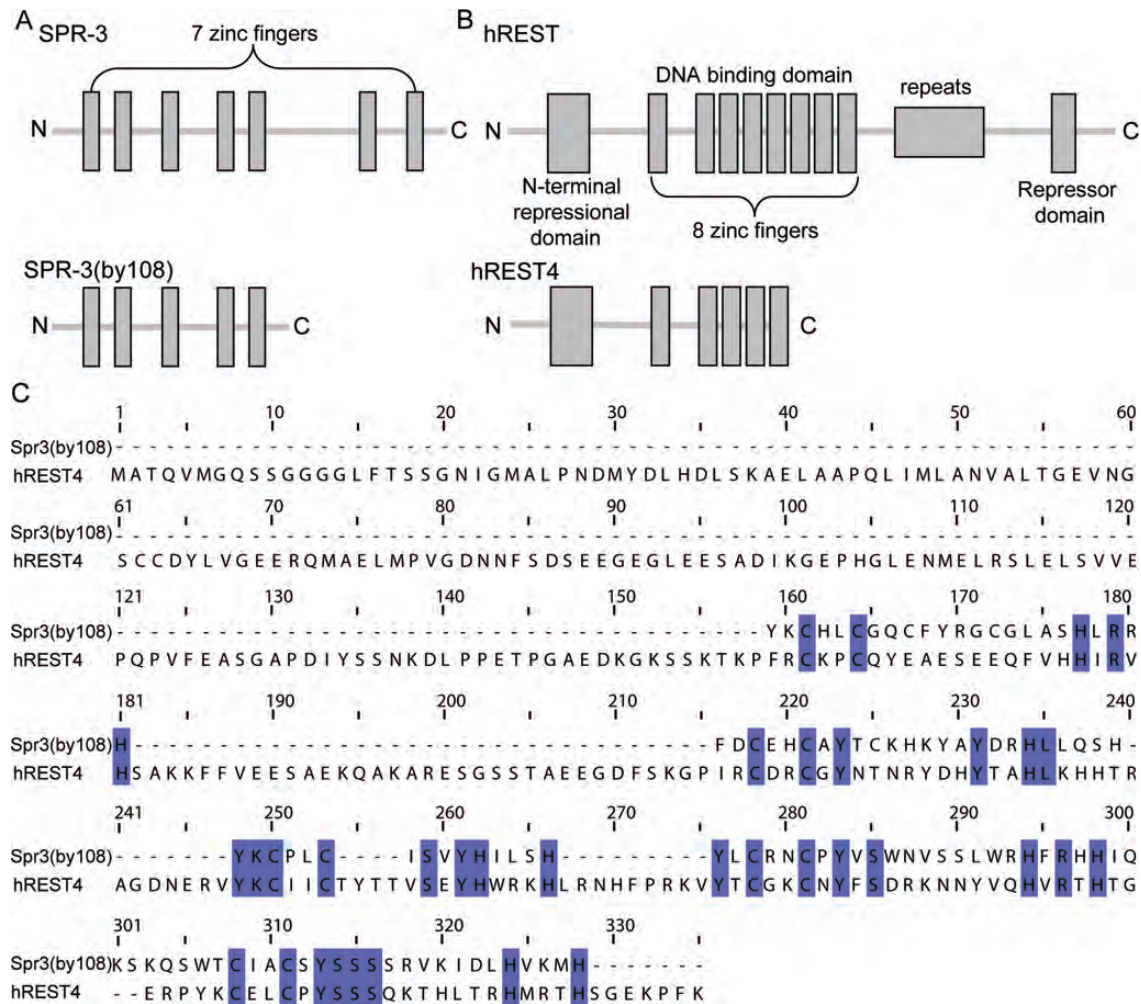 A
SPR-3
7 zinc fingers
N
C
SPR-3(by108)
N
C
B
hREST
DNA binding domain
repeats
N
C
N-terminal
repressional
domain
8 zinc fingers
Repressor
domain
hREST4
N
C
C
1 10 20 30 40 50 60
Spr3(by108) - - - - - - - - - - - - - - - - - - - - - - - - - - - - - - - - - - - - - - - - - - - - - - - - - - - - - - - - - - - -
hREST4 M A T Q V M G Q S S G G G G L F T S S G N I G M A L P N D M Y D L H D L S K A E L A A P Q L I M L A N V A L T G E V N G
61 70 80 90 100 110 120
Spr3(by108) - - - - - - - - - - - - - - - - - - - - - - - - - - - - - - - - - - - - - - - - - - - - - - - - - - - - - - - - - - - -
hREST4 S C C D Y L V G E E R Q M A E L M P V G D N N F S D S E E G E G L E E S A D I K G E P H G L E N M E L R S L E L S V V E
121 130 140 150 160 170 180
Spr3(by108) - - - - - - - - - - - - - - - - - - - - - - - - - - - - - - - - - - - - - - Y K C H L C G Q C F Y R G C G L A S H L R R
hREST4 P Q P V F E A S G A P D I Y S S N K D L P P E T P G A E D K G K S S K T K P F R C K P C Q Y E A E S E E Q F V H H I R V
181 190 200 210 220 230 240
Spr3(by108) H - - - - - - - - - - - - - - - - - - - - - - - - - - - - - - - - - - F D C E H C A Y T C K H K Y A Y D R H L L Q S H -
hREST4 H S A K K F F V E E S A E K Q A K A R E S G S S T A E E G D F S K G P I R C D R C G Y N T N R Y D H Y T A H L K H H T R
241 250 260 270 280 290 300
Spr3(by108) - - - - - - - Y K C P L C - - - - I S V Y H I L S H - - - - - - - - - Y L C R N C P Y V S W N V S S L W R H F R H H I Q
hREST4 A G D N E R V Y K C I I C T Y T T V S E Y H W R K H L R N H F P R K V Y T C G K C N Y F S D R K N N Y V Q H V R T H T G
301 310 320 330
Spr3(by108) K S K Q S W T C I A C S Y S S S S R V K I D L H V K M H - - - - - - -
hREST4 - - E R P Y K C E L C P Y S S S Q K T H L T R H M R T H S G E K P F K